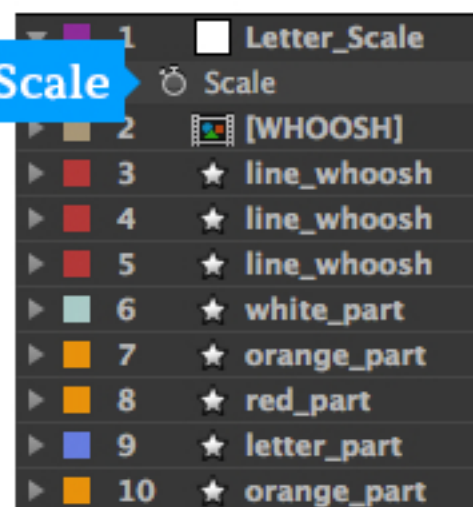 1 Letter_Scale
Scale Scale
2 [WHOOSH]
3 line_whoosh
4 line_whoosh
5 line_whoosh
6 white_part
7 orange_part
8 red_part
9 letter_part
10 orange_part